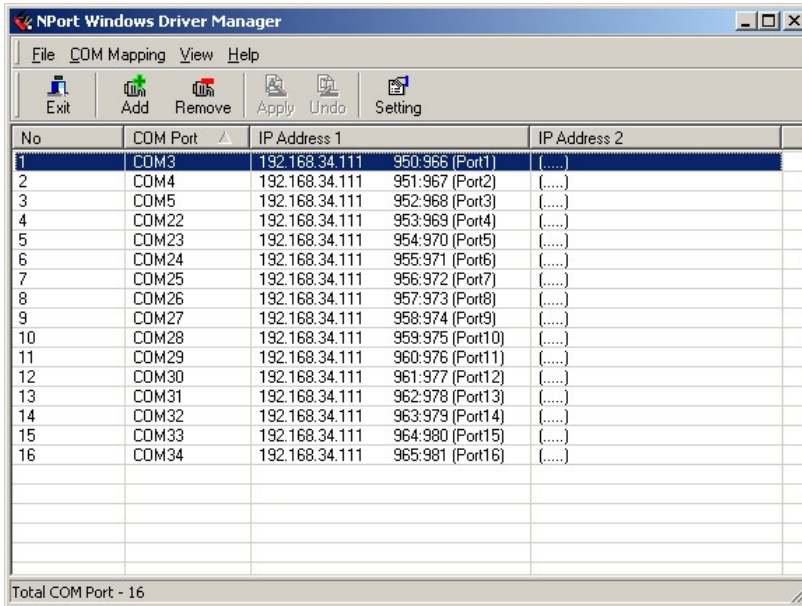 NPort Windows Driver Manager
File COM Mapping View Help
Exit Add Remove Apply Undo Setting
No COM Port IP Address 1 IP Address 2
1 COM3 192.168.34.111 950:966 (Port1) (.....)
2 COM4 192.168.34.111 951:967 (Port2) (.....)
3 COM5 192.168.34.111 952:968 (Port3) (.....)
4 COM22 192.168.34.111 953:969 (Port4) (.....)
5 COM23 192.168.34.111 954:970 (Port5) (.....)
6 COM24 192.168.34.111 955:971 (Port6) (.....)
7 COM25 192.168.34.111 956:972 (Port7) (.....)
8 COM26 192.168.34.111 957:973 (Port8) (.....)
9 COM27 192.168.34.111 958:974 (Port9) (.....)
10 COM28 192.168.34.111 959:975 (Port10) (.....)
11 COM29 192.168.34.111 960:976 (Port11) (.....)
12 COM30 192.168.34.111 961:977 (Port12) (.....)
13 COM31 192.168.34.111 962:978 (Port13) (.....)
14 COM32 192.168.34.111 963:979 (Port14) (.....)
15 COM33 192.168.34.111 964:980 (Port15) (.....)
16 COM34 192.168.34.111 965:981 (Port16) (.....)
Total COM Port - 16